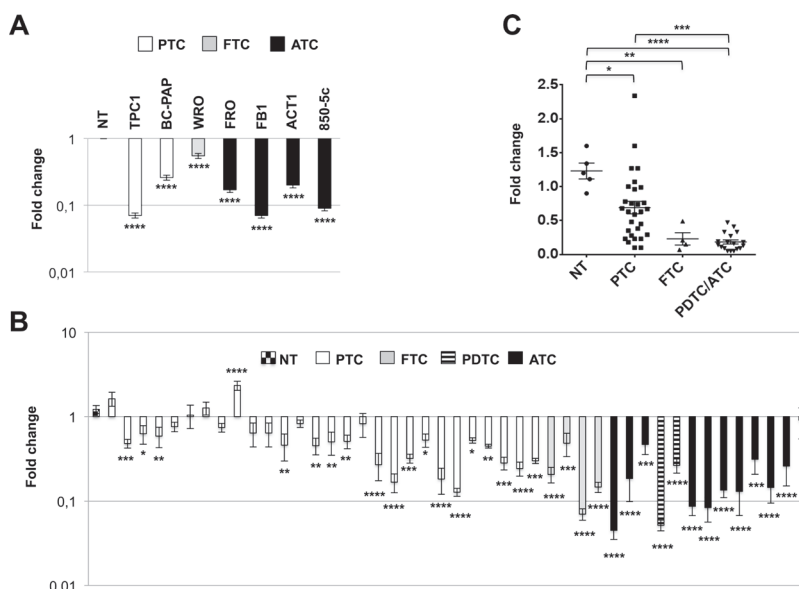 A
PTC FTC ATC
NT TPC1 BC-PAP WRO FRO FB1 ACT1 850-5c
Fold change
1
0,1
0,01
**** **** **** **** **** **** ****
C
***
****
**
*
Fold change
2.5
2.0
1.5
1.0
0.5
0.0
NT PTC FTC PDTC/ATC
B
Fold change
10
1
0.1
0.01
NT PTC FTC PDTC ATC
****
*** * ** ** ** ** ** **** **** *** * **** **** * ** *** **** *** **** *** **** **** **** **** *** **** **** **** **** **** **** *** **** ****